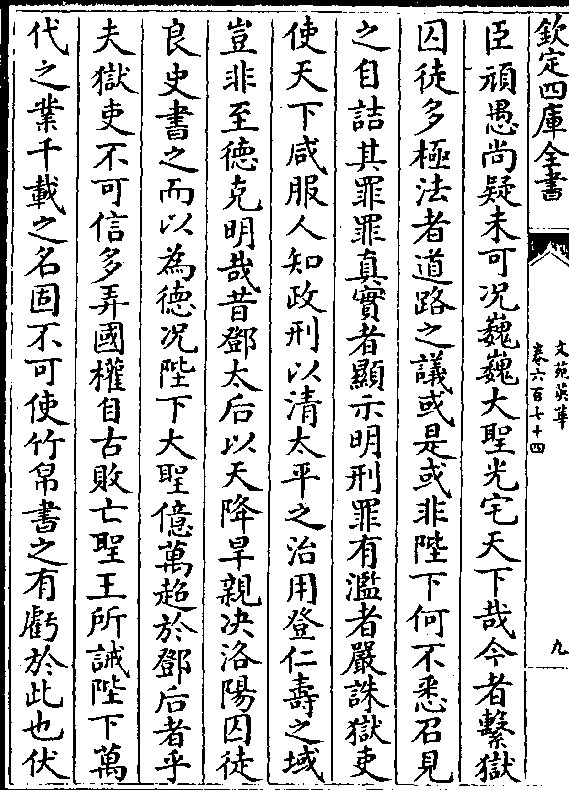 欽定四庫全書
文苑英華
卷六百七十四
九
臣頑愚尚疑未可况巍巍大聖光宅天下哉今者繫獄
囚徒多極法者道路之議或是或非陛下何不悉召見
之自詰其罪罪真實者顯示明刑罪有濫者嚴誅獄吏
使天下咸服人知政刑以清太平之治用登仁壽之域
豈非至德克明哉昔鄧太后以天降旱親决洛陽囚徒
良史書之而以為德况陛下大聖億萬超於鄧后者乎
夫獄吏不可信多弄國權自古敗亡聖王所誡陛下萬
代之業千載之名固不可使竹帛書之有虧於此也伏